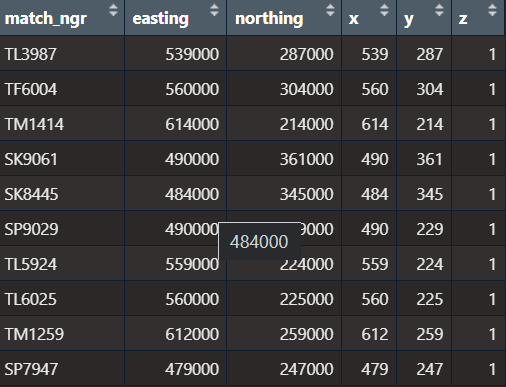 match_ngr easting northing x y z
TL3987 539000 287000 539 287 1
TF6004 560000 304000 560 304 1
TM1414 614000 214000 614 214 1
SK9061 490000 361000 490 361 1
SK8445 484000 345000 484 345 1
SP9029 490000 9000 490 229 1
484000
TL5924 559000 224000 559 224 1
TL6025 560000 225000 560 225 1
TM1259 612000 259000 612 259 1
SP7947 479000 247000 479 247 1